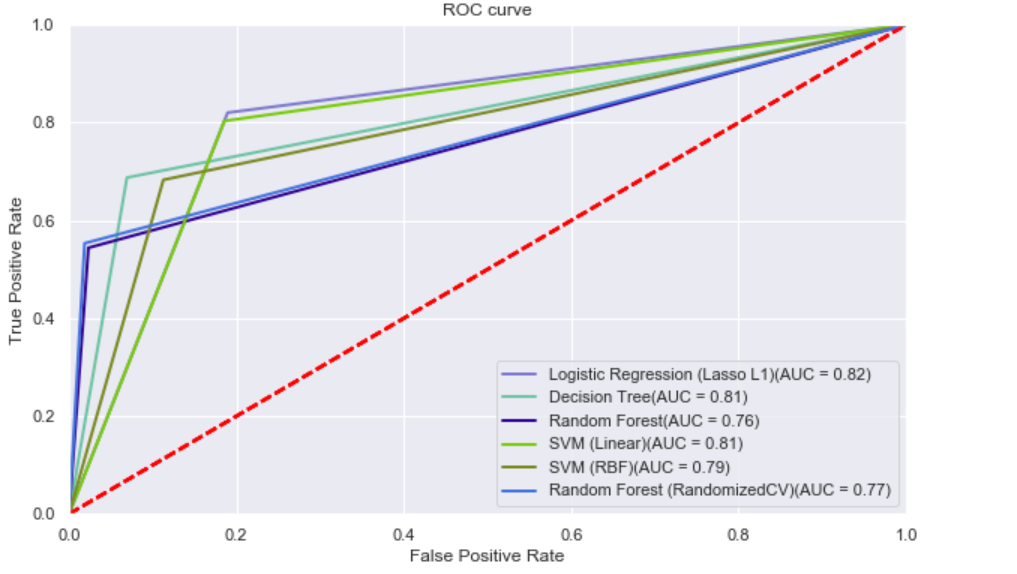 ROC curve
1.0
0.8
0.6
0.4
0.2
0.0
True Positive Rate
Logistic Regression (Lasso L1)(AUC = 0.82)
Decision Tree(AUC = 0.81)
Random Forest(AUC = 0.76)
SVM (Linear)(AUC = 0.81)
SVM (RBF)(AUC = 0.79)
Random Forest (RandomizedCV)(AUC = 0.77)
0.0 0.2 0.4 0.6 0.8 1.0
False Positive Rate